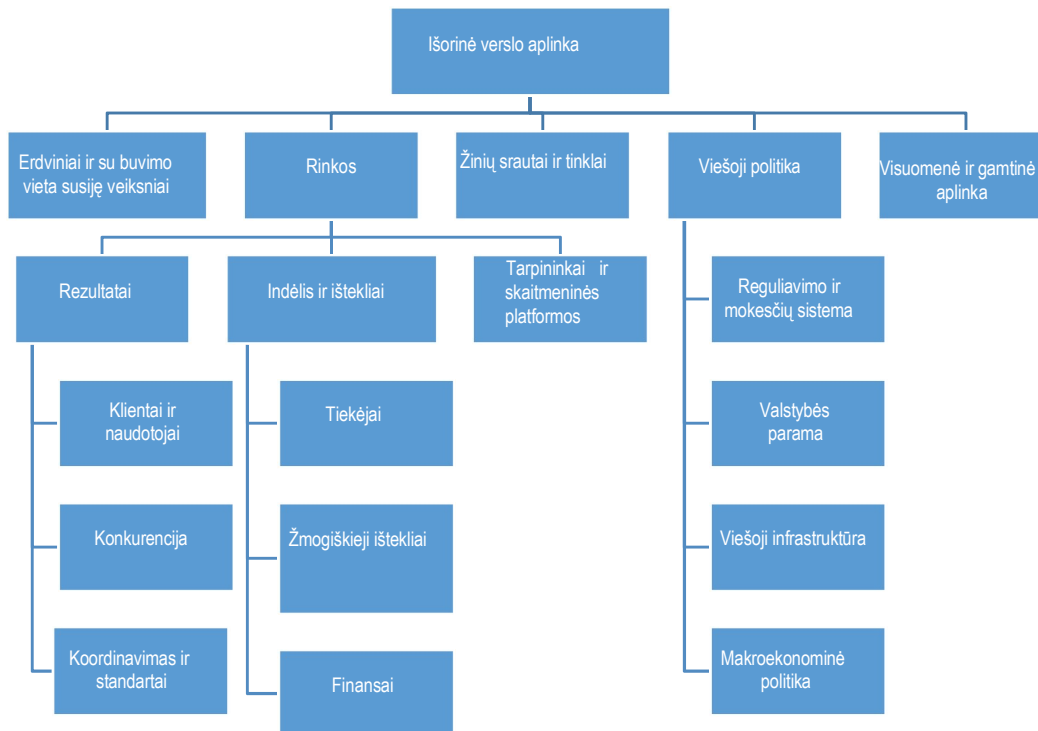 Išorinė verslo aplinka
Erdviniai ir su buvimo
vieta susiję veiksniai
Rinkos
Žinių srautai ir tinklai
Viešoji politika
Visuomenė ir gamtinė
aplinka
Rezultatai
Indėlis ir ištekliai
Tarpininkai ir
skaitmeninės
platformos
Reguliavimo ir
mokesčių sistema
Klientai ir
naudotojai
Tiekėjai
Valstybės
parama
Konkurencija
Žmogiškieji ištekliai
Viešoji infrastruktūra
Koordinavimas ir
standartai
Finansai
Makroekonominė
politika